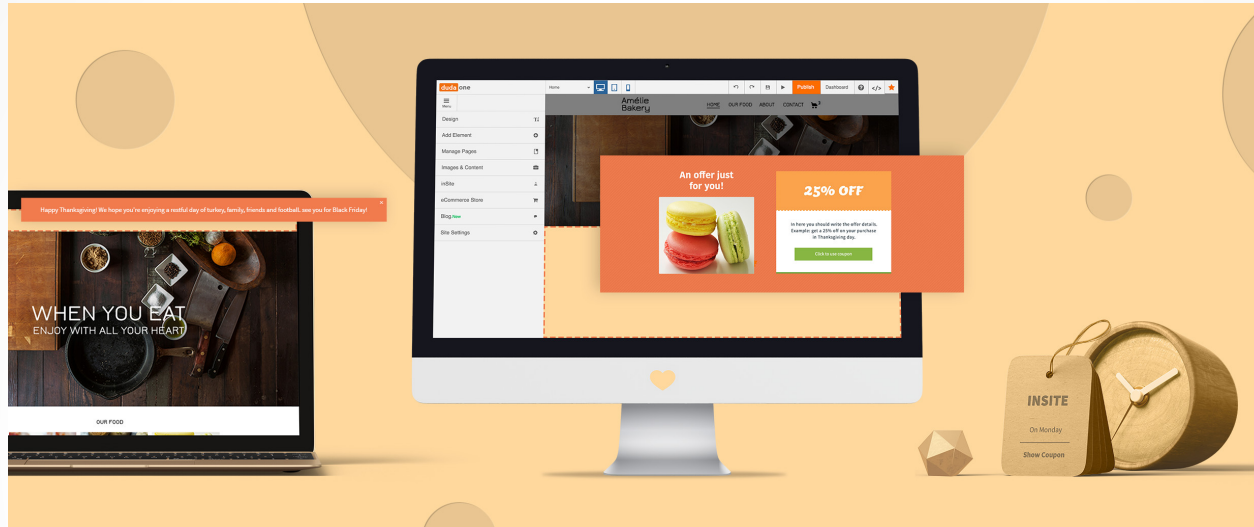 Happy Thanksgiving! We hope you're enjoying a restful day of turkey, family, friends and football, see you for Black Friday!
×
WHEN YOU EAT
ENJOY WITH ALL YOUR HEART
OUR FOOD
duda one
Home
Publish
Dashboard
?
</>
Menu
Design
Add Element
Manage Pages
Images & Content
inSite
eCommerce Store
Blog New
Site Settings
Amélie
Bakery
HOME OUR FOOD ABOUT CONTACT
An offer just
for you!
25% OFF
In here you should write the offer details.
Example: get a 25% off on your purchase
in Thanksgiving day.
Click to use coupon
INSITE
On Monday
Show Coupon